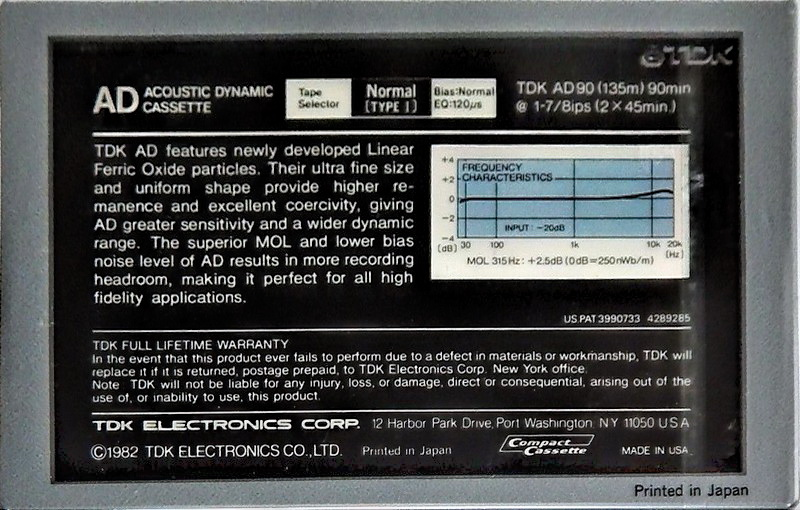 TDK
AD ACOUSTIC DYNAMIC CASSETTE
Tape Selector
Normal [TYPE I]
Bias:Normal EQ:120µs
TDK AD90 (135m) 90min
@ 1-7/8ips (2 × 45min.)
TDK AD features newly developed Linear
Ferric Oxide particles. Their ultra fine size
and uniform shape provide higher re-
manence and excellent coercivity, giving
AD greater sensitivity and a wider dynamic
range. The superior MOL and lower bias
noise level of AD results in more recording
headroom, making it perfect for all high
fidelity applications.
FREQUENCY
CHARACTERISTICS
+4
+2
0
-2
-4
INPUT : -20dB
[dB] 30 100 1k 10k 20k
[Hz]
MOL 315Hz: +2.5dB (0dB=250nWb/m)
US PAT 3990733 4289285
TDK FULL LIFETIME WARRANTY
In the event that this product ever fails to perform due to a defect in materials or workmanship, TDK will
replace it if it is returned, postage prepaid, to TDK Electronics Corp. New York office.
Note TDK will not be liable for any injury, loss, or damage, direct or consequential, arising out of the
use of, or inability to use, this product.
TDK ELECTRONICS CORP. 12 Harbor Park Drive, Port Washington NY 11050 USA
©1982 TDK ELECTRONICS CO.,LTD. Printed in Japan Compact Cassette MADE IN USA
Printed in Japan